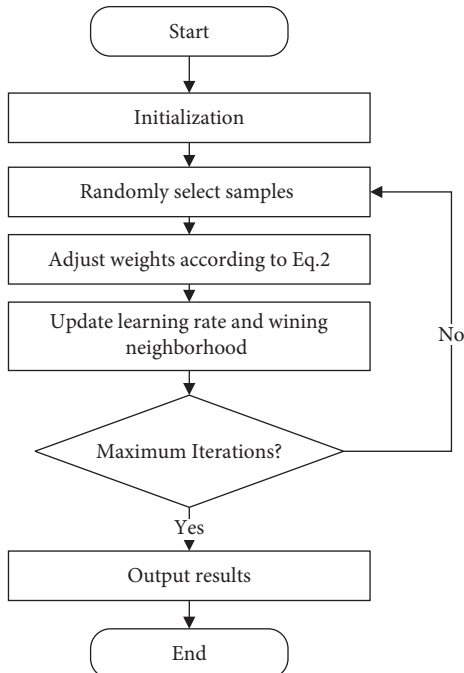 Start
Initialization
Randomly select samples
Adjust weights according to Eq.2
Update learning rate and wining
neighborhood
No
Maximum Iterations?
Yes
Output results
End